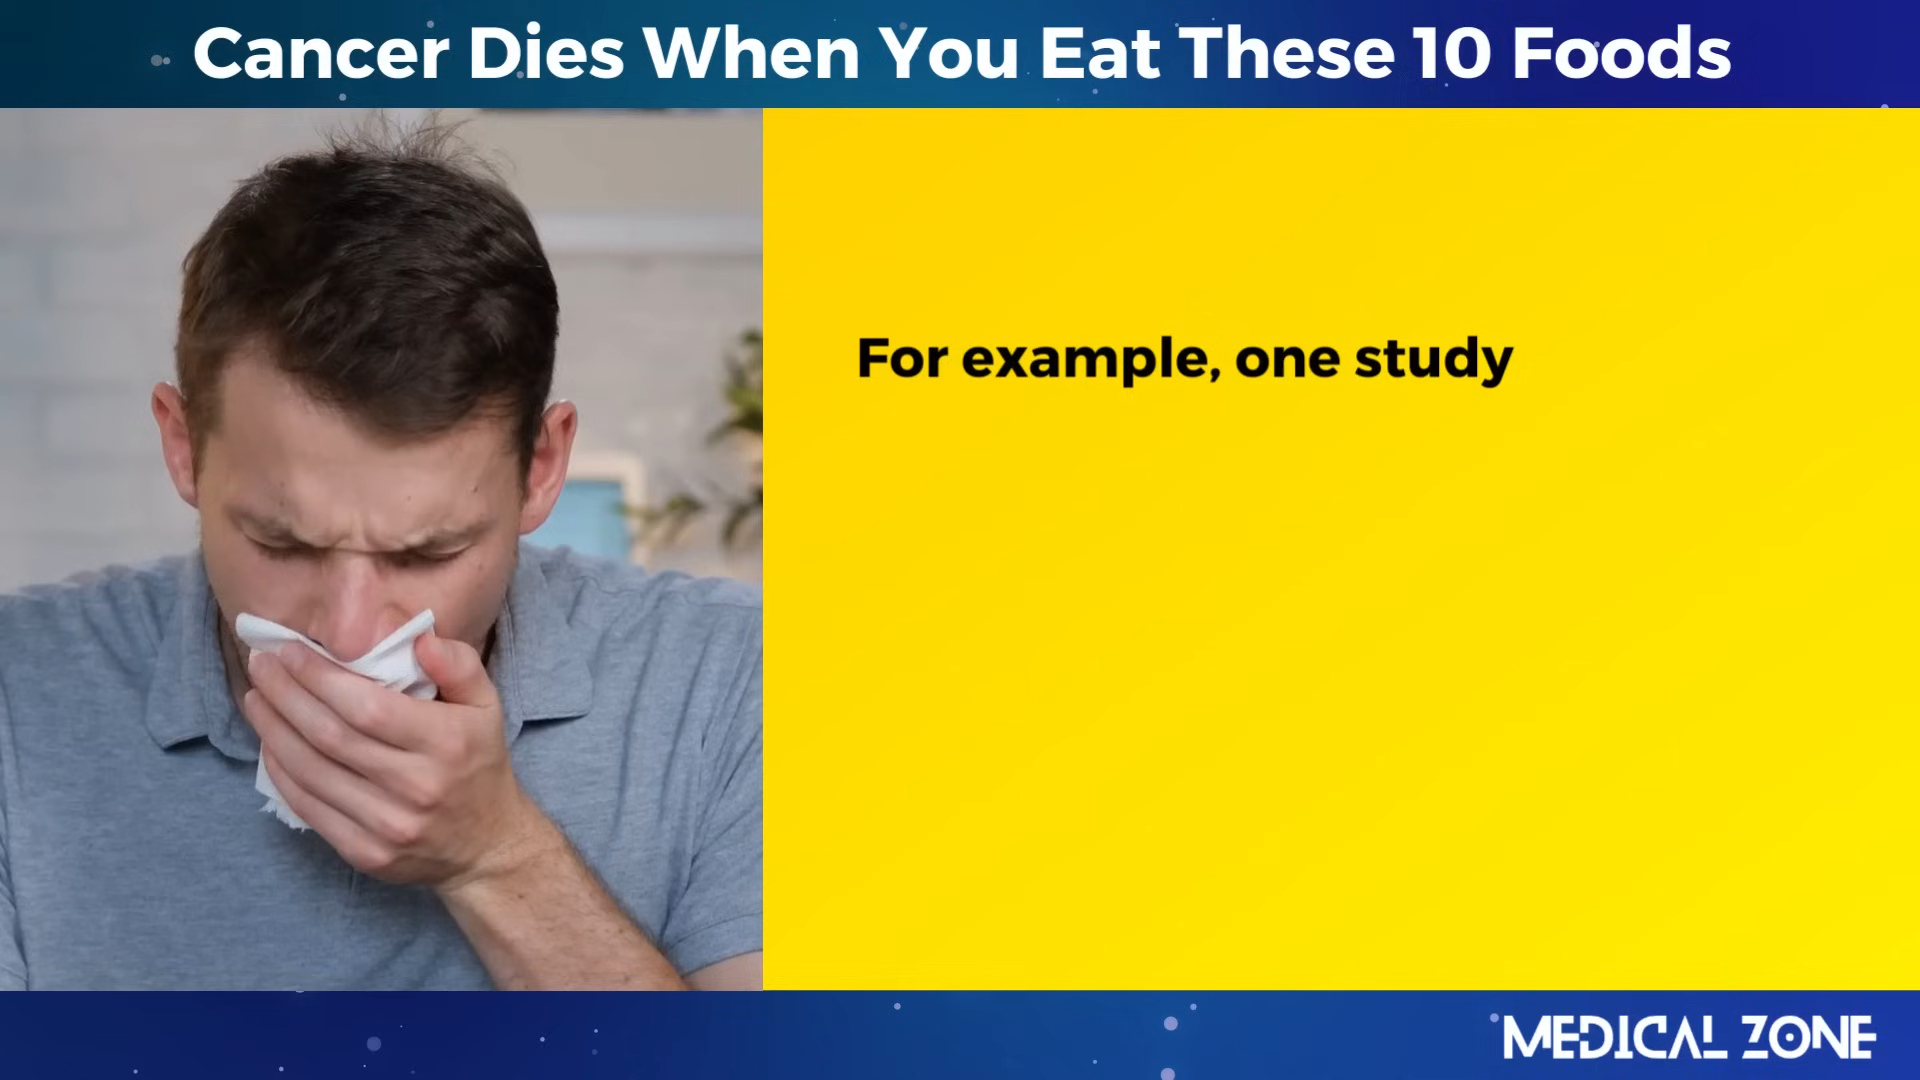 Cancer Dies When You Eat These 10 Foods
For example, one study
MEDICAL ZONE